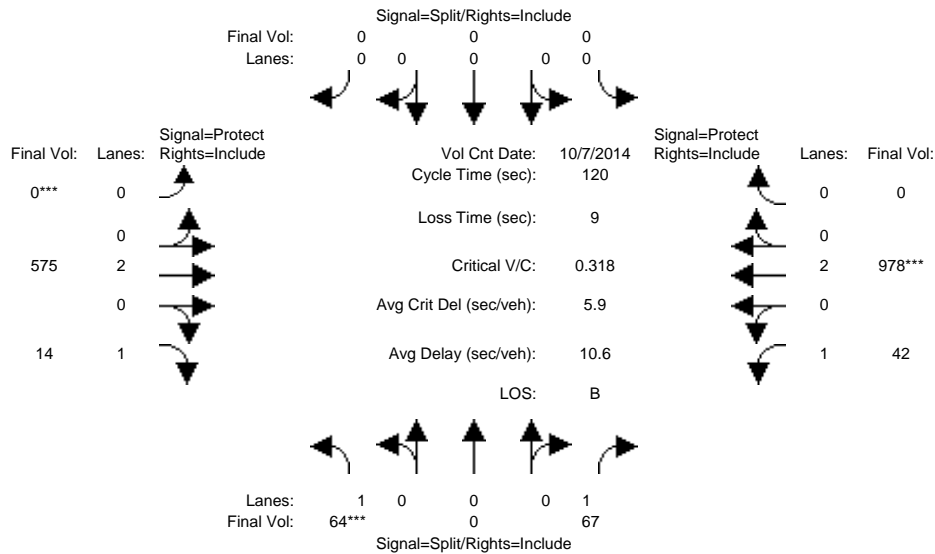 Signal=Split/Rights=Include
Final Vol: 0 0 0
Lanes: 0 0 0 0 0
Signal=Protect Signal=Protect
Final Vol: Lanes: Rights=Include Vol Cnt Date: 10/7/2014 Rights=Include Lanes: Final Vol:
Cycle Time (sec): 120
0*** 0 0 0
Loss Time (sec): 9
0 0
575 2 Critical V/C: 0.318 2 978***
0 Avg Crit Del (sec/veh): 5.9 0
14 1 Avg Delay (sec/veh): 10.6 1 42
LOS: B
Lanes: 1 0 0 0 1
Final Vol: 64*** 0 67
Signal=Split/Rights=Include